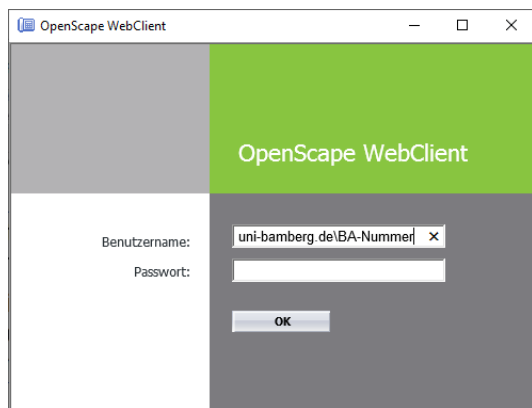 OpenScape WebClient
OpenScape WebClient
Benutzername: uni-bamberg.de\BA-Nummer
Passwort:
OK